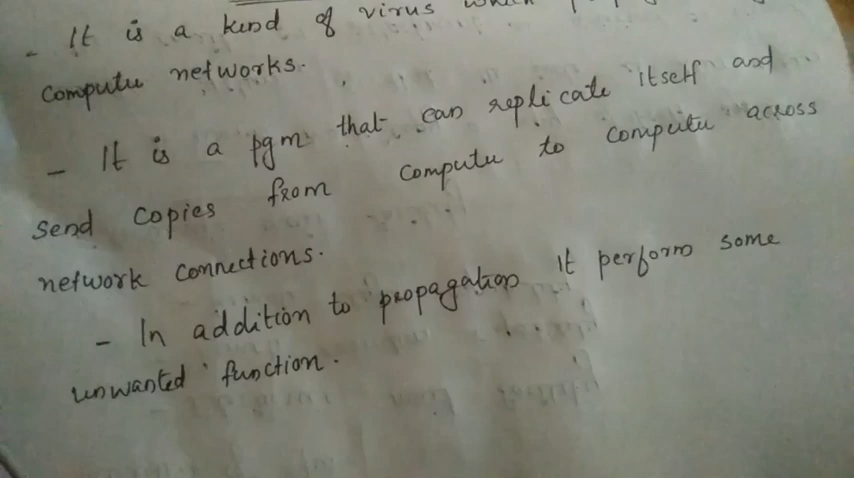 - It is a kind of virus which
computer networks.
- It is a pgm that can replicate itself and
send copies from computer to computer across
network connections.
- In addition to propagation it perform some
unwanted function.